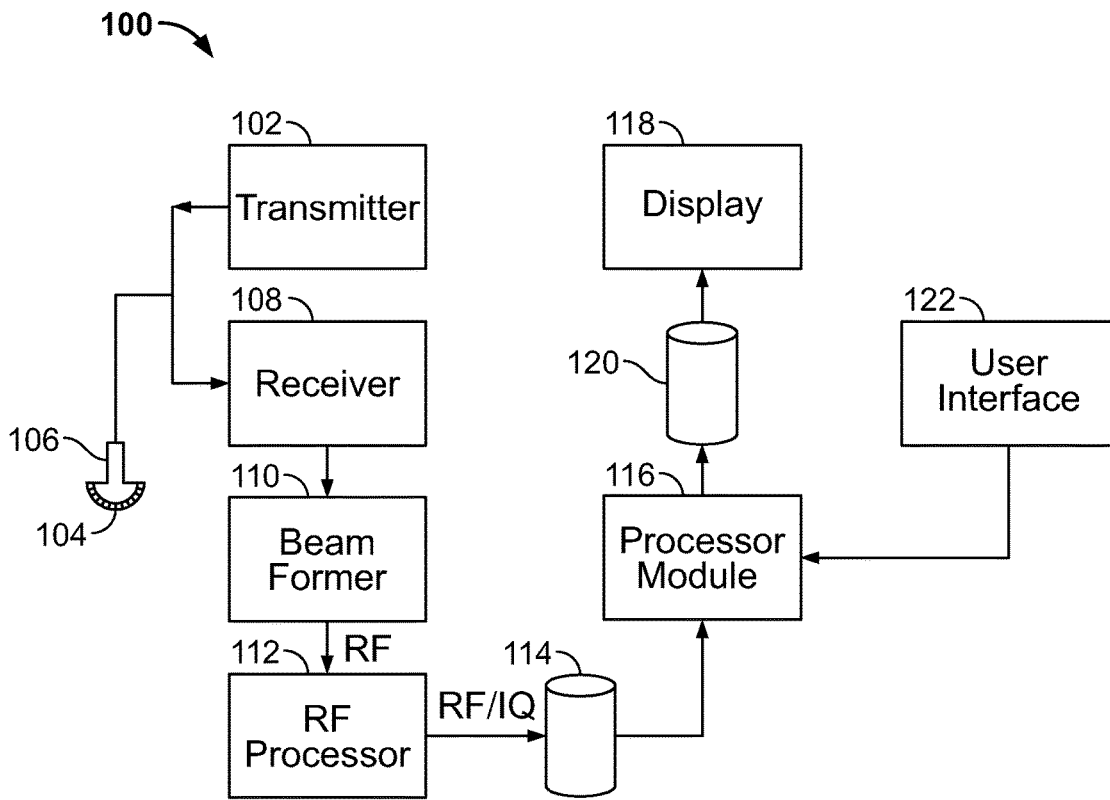 100
102
Transmitter
118
Display
108
Receiver
120
122
User
Interface
106
104
110
Beam
Former
116
Processor
Module
RF
112
RF
Processor
RF/IQ
114